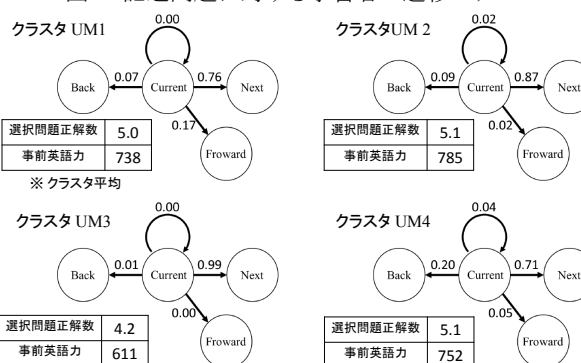 クラスタ UM1
0.00
Back
0.07
Current
0.76
Next
0.17
Froward
選択問題正解数 5.0
事前英語力 738
※ クラスタ平均
クラスタUM 2
0.02
Back
0.09
Current
0.87
Next
0.02
Froward
選択問題正解数 5.1
事前英語力 785
クラスタ UM3
0.00
Back
0.01
Current
0.99
Next
0.00
Froward
選択問題正解数 4.2
事前英語力 611
クラスタ UM4
0.04
Back
0.20
Current
0.71
Next
0.05
Froward
選択問題正解数 5.1
事前英語力 752